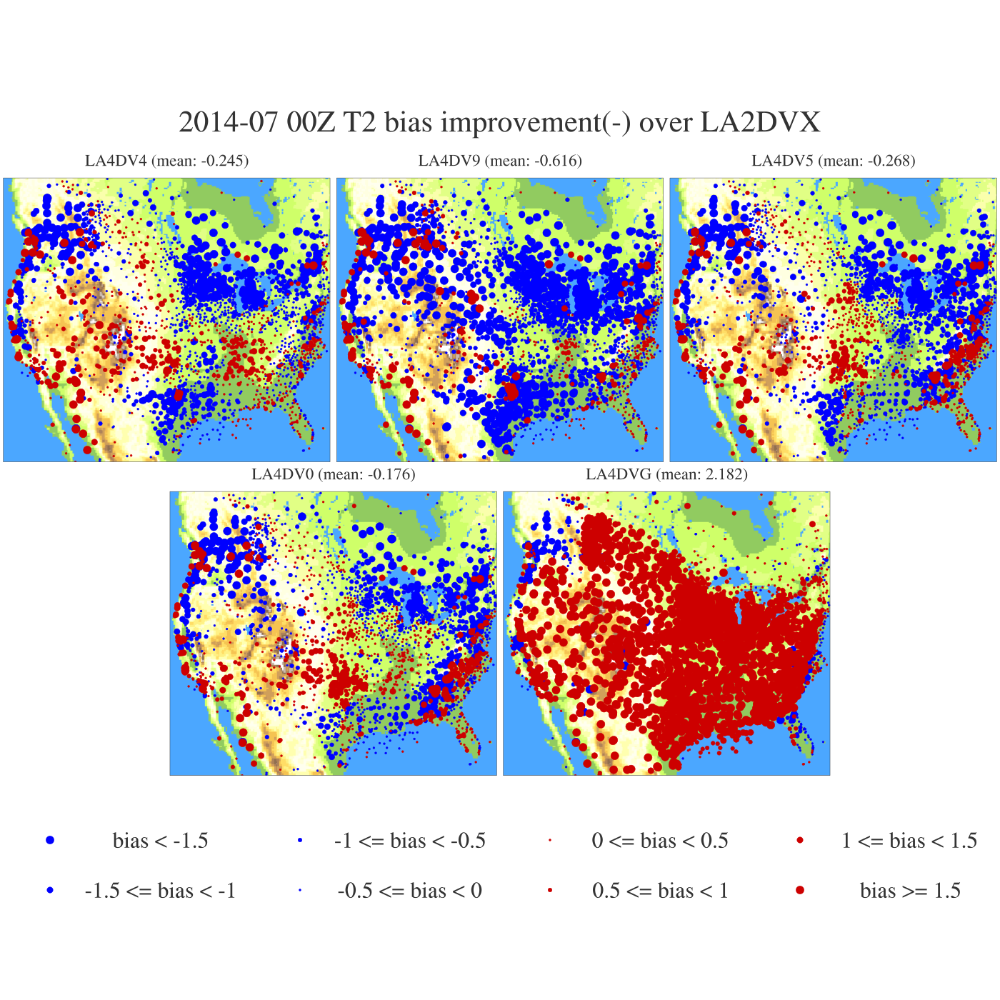 2014-07 00Z T2 bias improvement(-) over LA2DVX
LA4DV4 (mean: -0.245)
LA4DV9 (mean: -0.616)
LA4DV5 (mean: -0.268)
LA4DV0 (mean: -0.176)
LA4DVG (mean: 2.182)
bias < -1.5
-1 <= bias < -0.5
0 <= bias < 0.5
1 <= bias < 1.5
-1.5 <= bias < -1
-0.5 <= bias < 0
0.5 <= bias < 1
bias >= 1.5